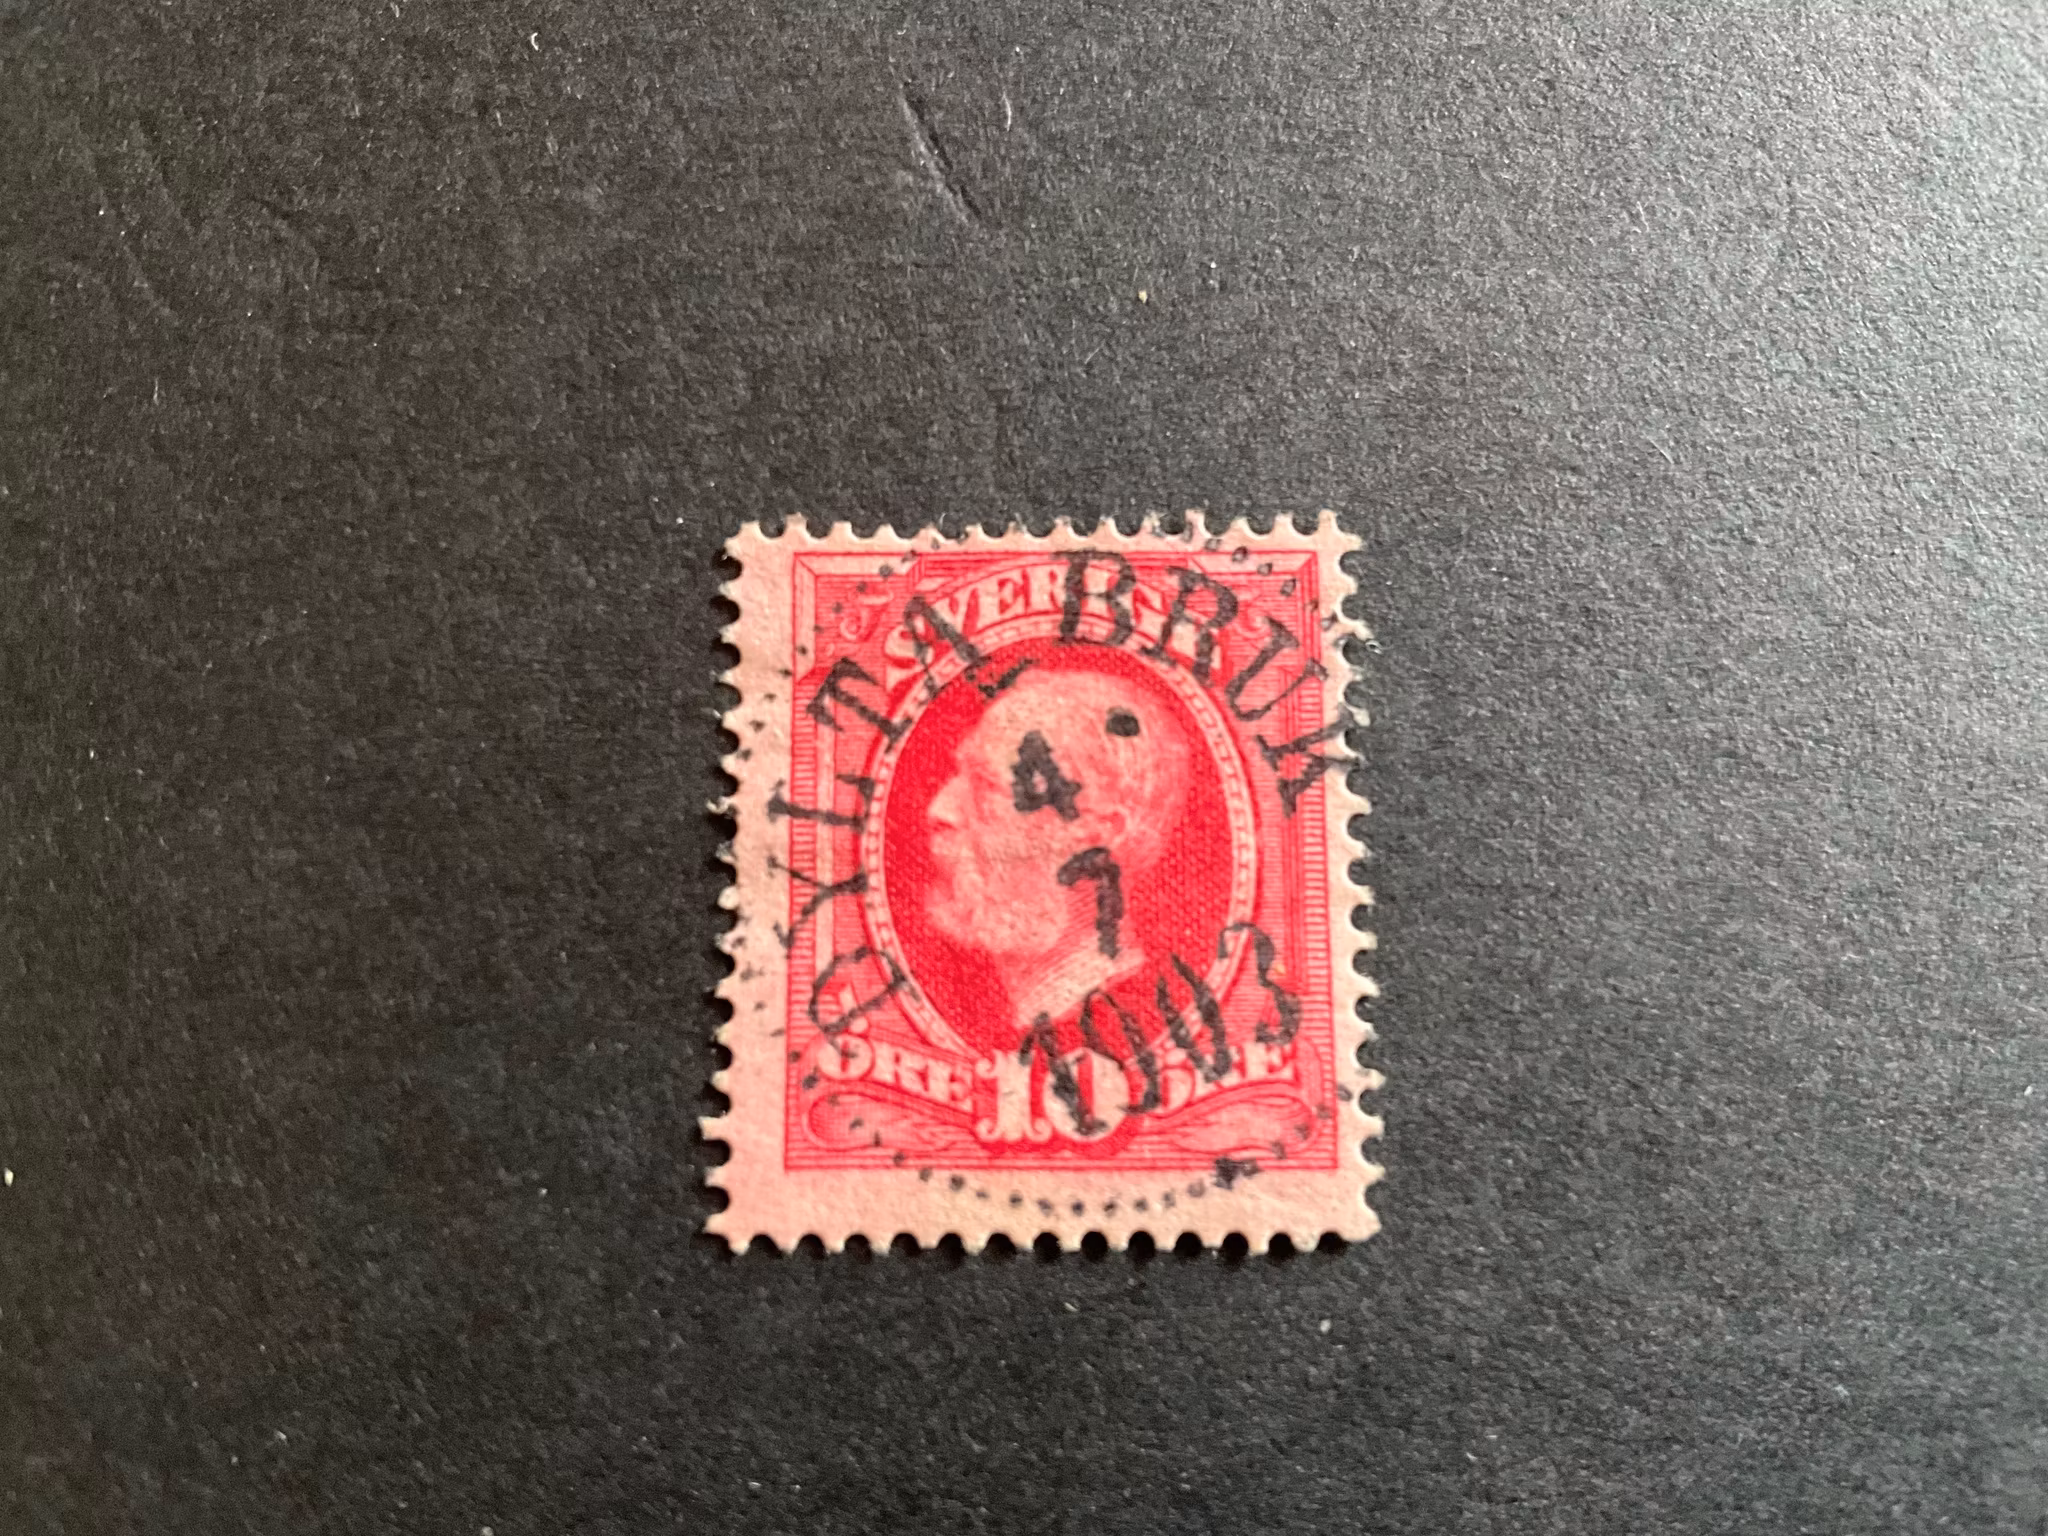 SVERIGE
DYLTA BRUK
4
7
1903
ÖRE 10 ÖRE